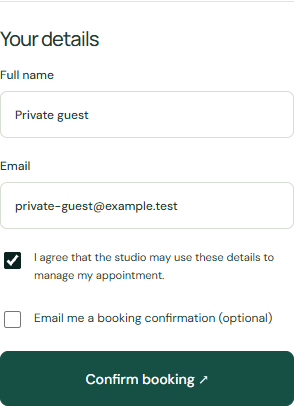 Your details
Full name
Private guest
Email
private-guest@example.test
I agree that the studio may use these details to
manage my appointment.
Email me a booking confirmation (optional)
Confirm booking ↗